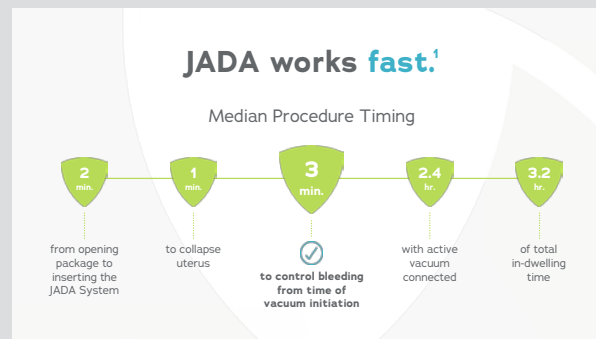 JADA works fast.¹
Median Procedure Timing
2
min.
from opening
package to
inserting the
JADA System
1
min.
to collapse
uterus
3
min.
to control bleeding
from time of
vacuum initiation
2.4
hr.
with active
vacuum
connected
3.2
hr.
of total
in-dwelling
time